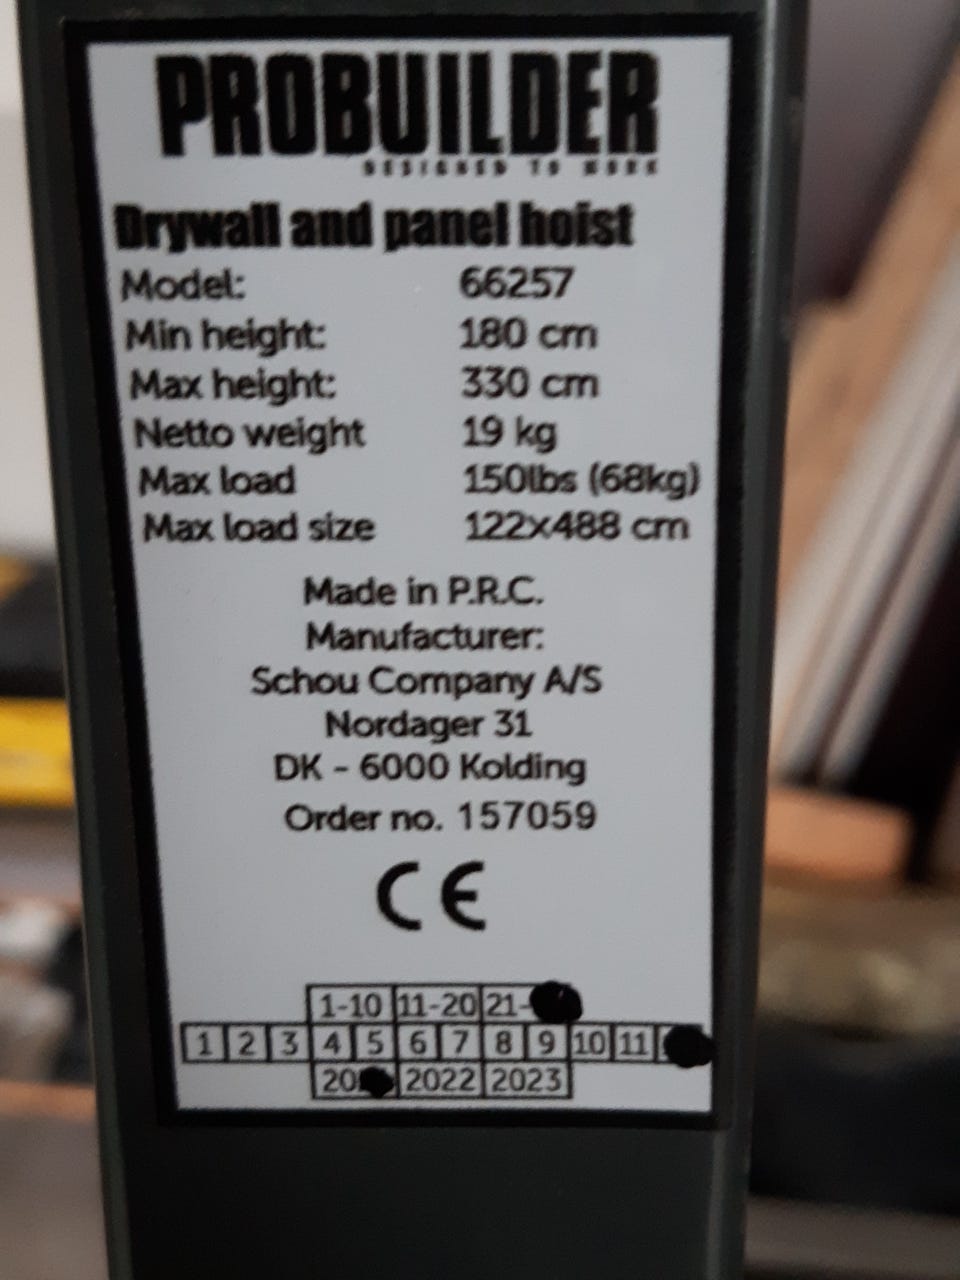 PROBUILDER
DESIGNED TO WORK
Drywall and panel hoist
Model: 66257
Min height: 180 cm
Max height: 330 cm
Netto weight 19 kg
Max load 150lbs (68kg)
Max load size 122x488 cm
Made in P.R.C.
Manufacturer:
Schou Company A/S
Nordager 31
DK - 6000 Kolding
Order no. 157059
CE
1-10 11-20 21-
1 2 3 4 5 6 7 8 9 10 11
20 2022 2023